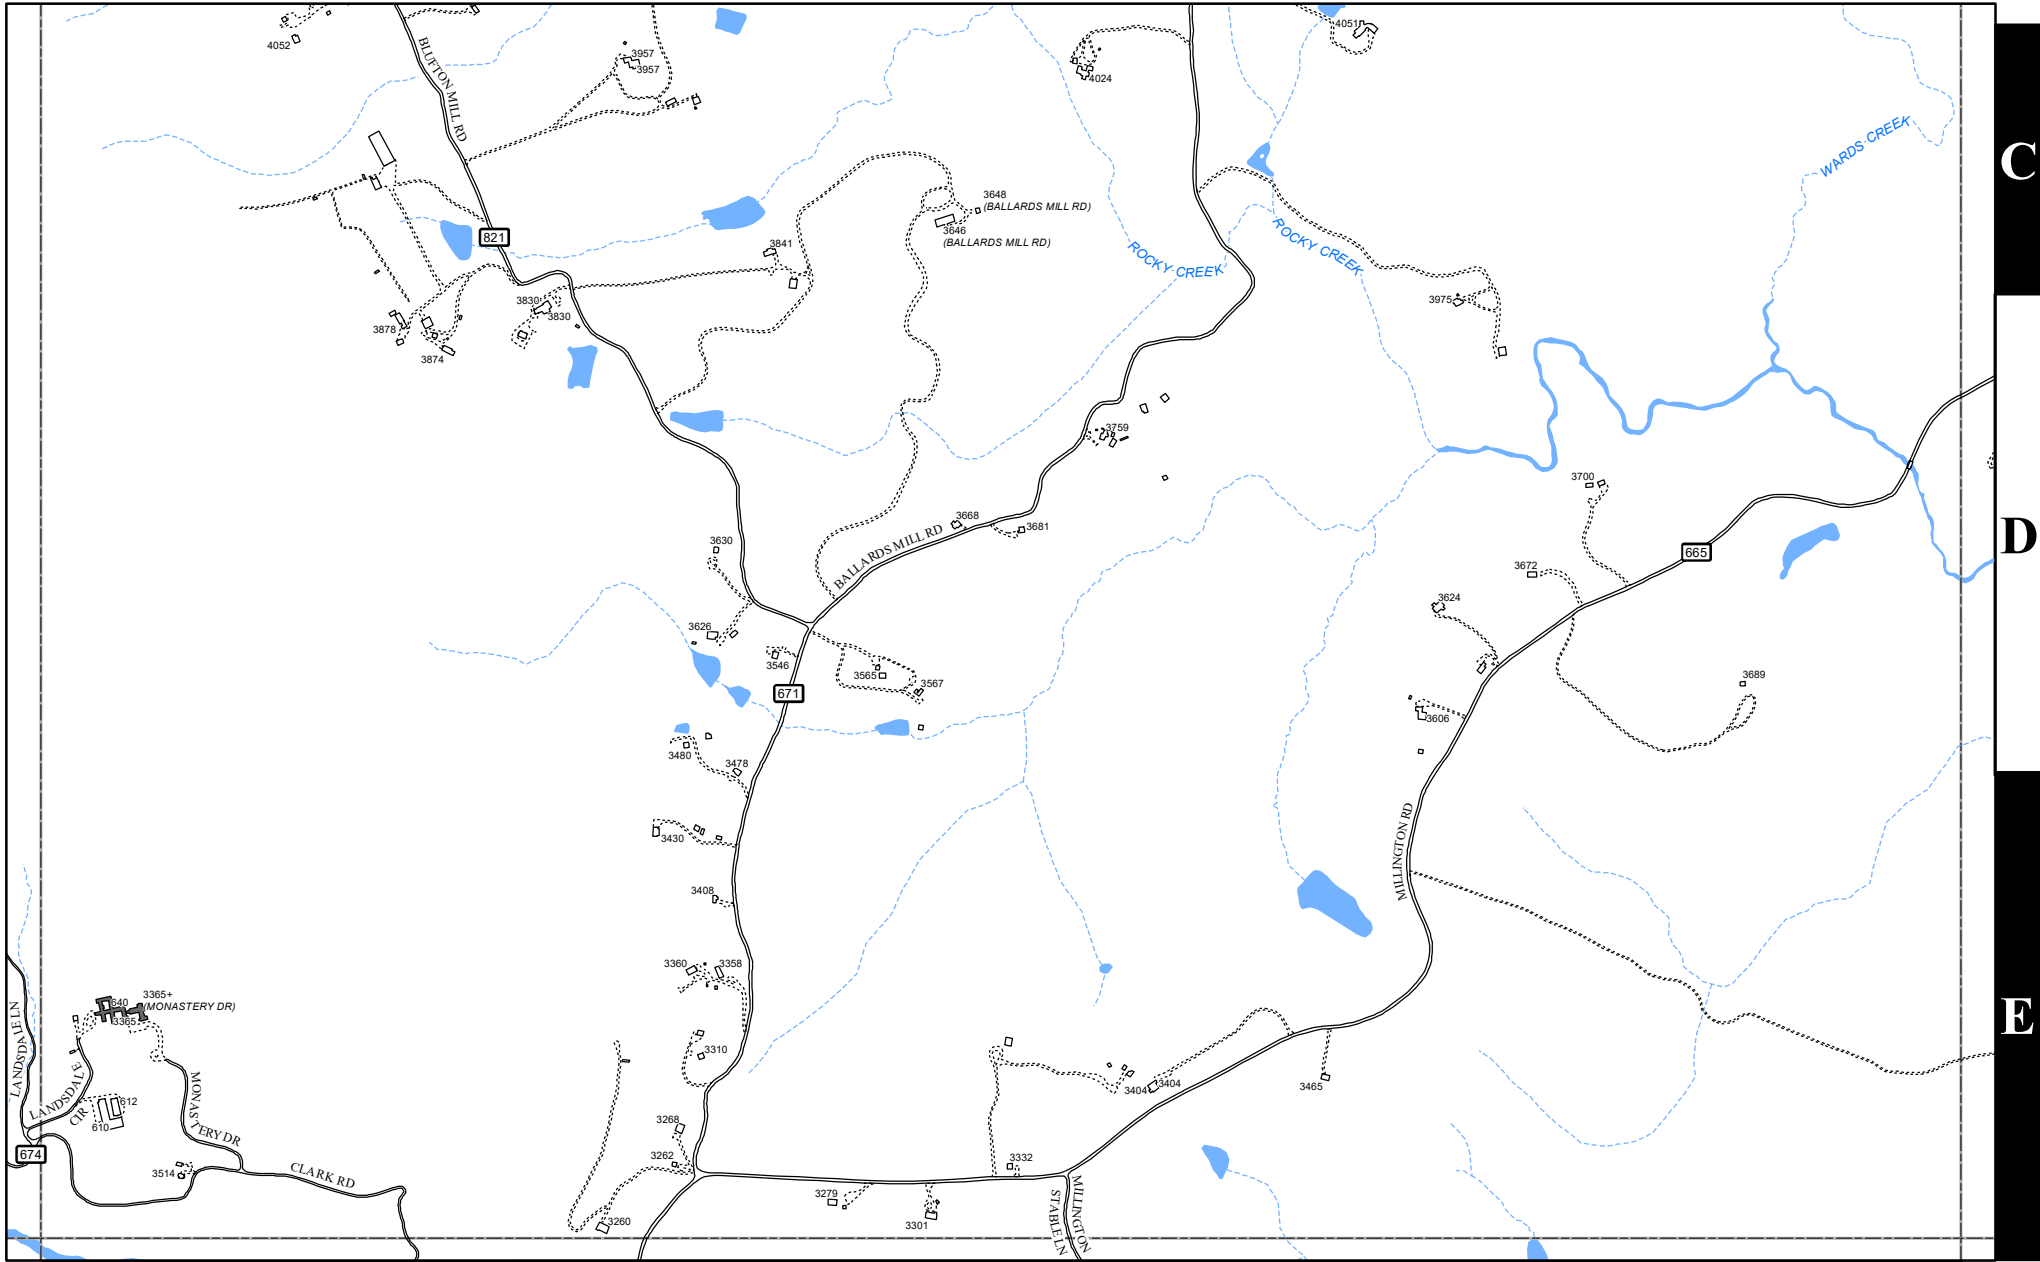 4052
BLUFTON MILL RD
3957
3957
4024
4051
C
WARDS CREEK
3648
(BALLARDS MILL RD)
3646
(BALLARDS MILL RD)
821
3841
ROCKY CREEK
ROCKY CREEK
3830
3830
3975
3878
3874
3759
3700
3668
3681
BALLARDS MILL RD
3630
D
665
3672
3624
3626
3546
3565
3567
671
3689
3606
3480
3478
3430
MILLINGTON RD
3408
3360
3358
3365+
(MONASTERY DR)
640
3365
E
LANDSDALE LN
3310
LANDSDALE
CIR
612
610
MONASTERY DR
3404
3404
3465
3268
3262
674
3514
CLARK RD
3332
3279
3301
3260
MILLINGTON
STABLE LN